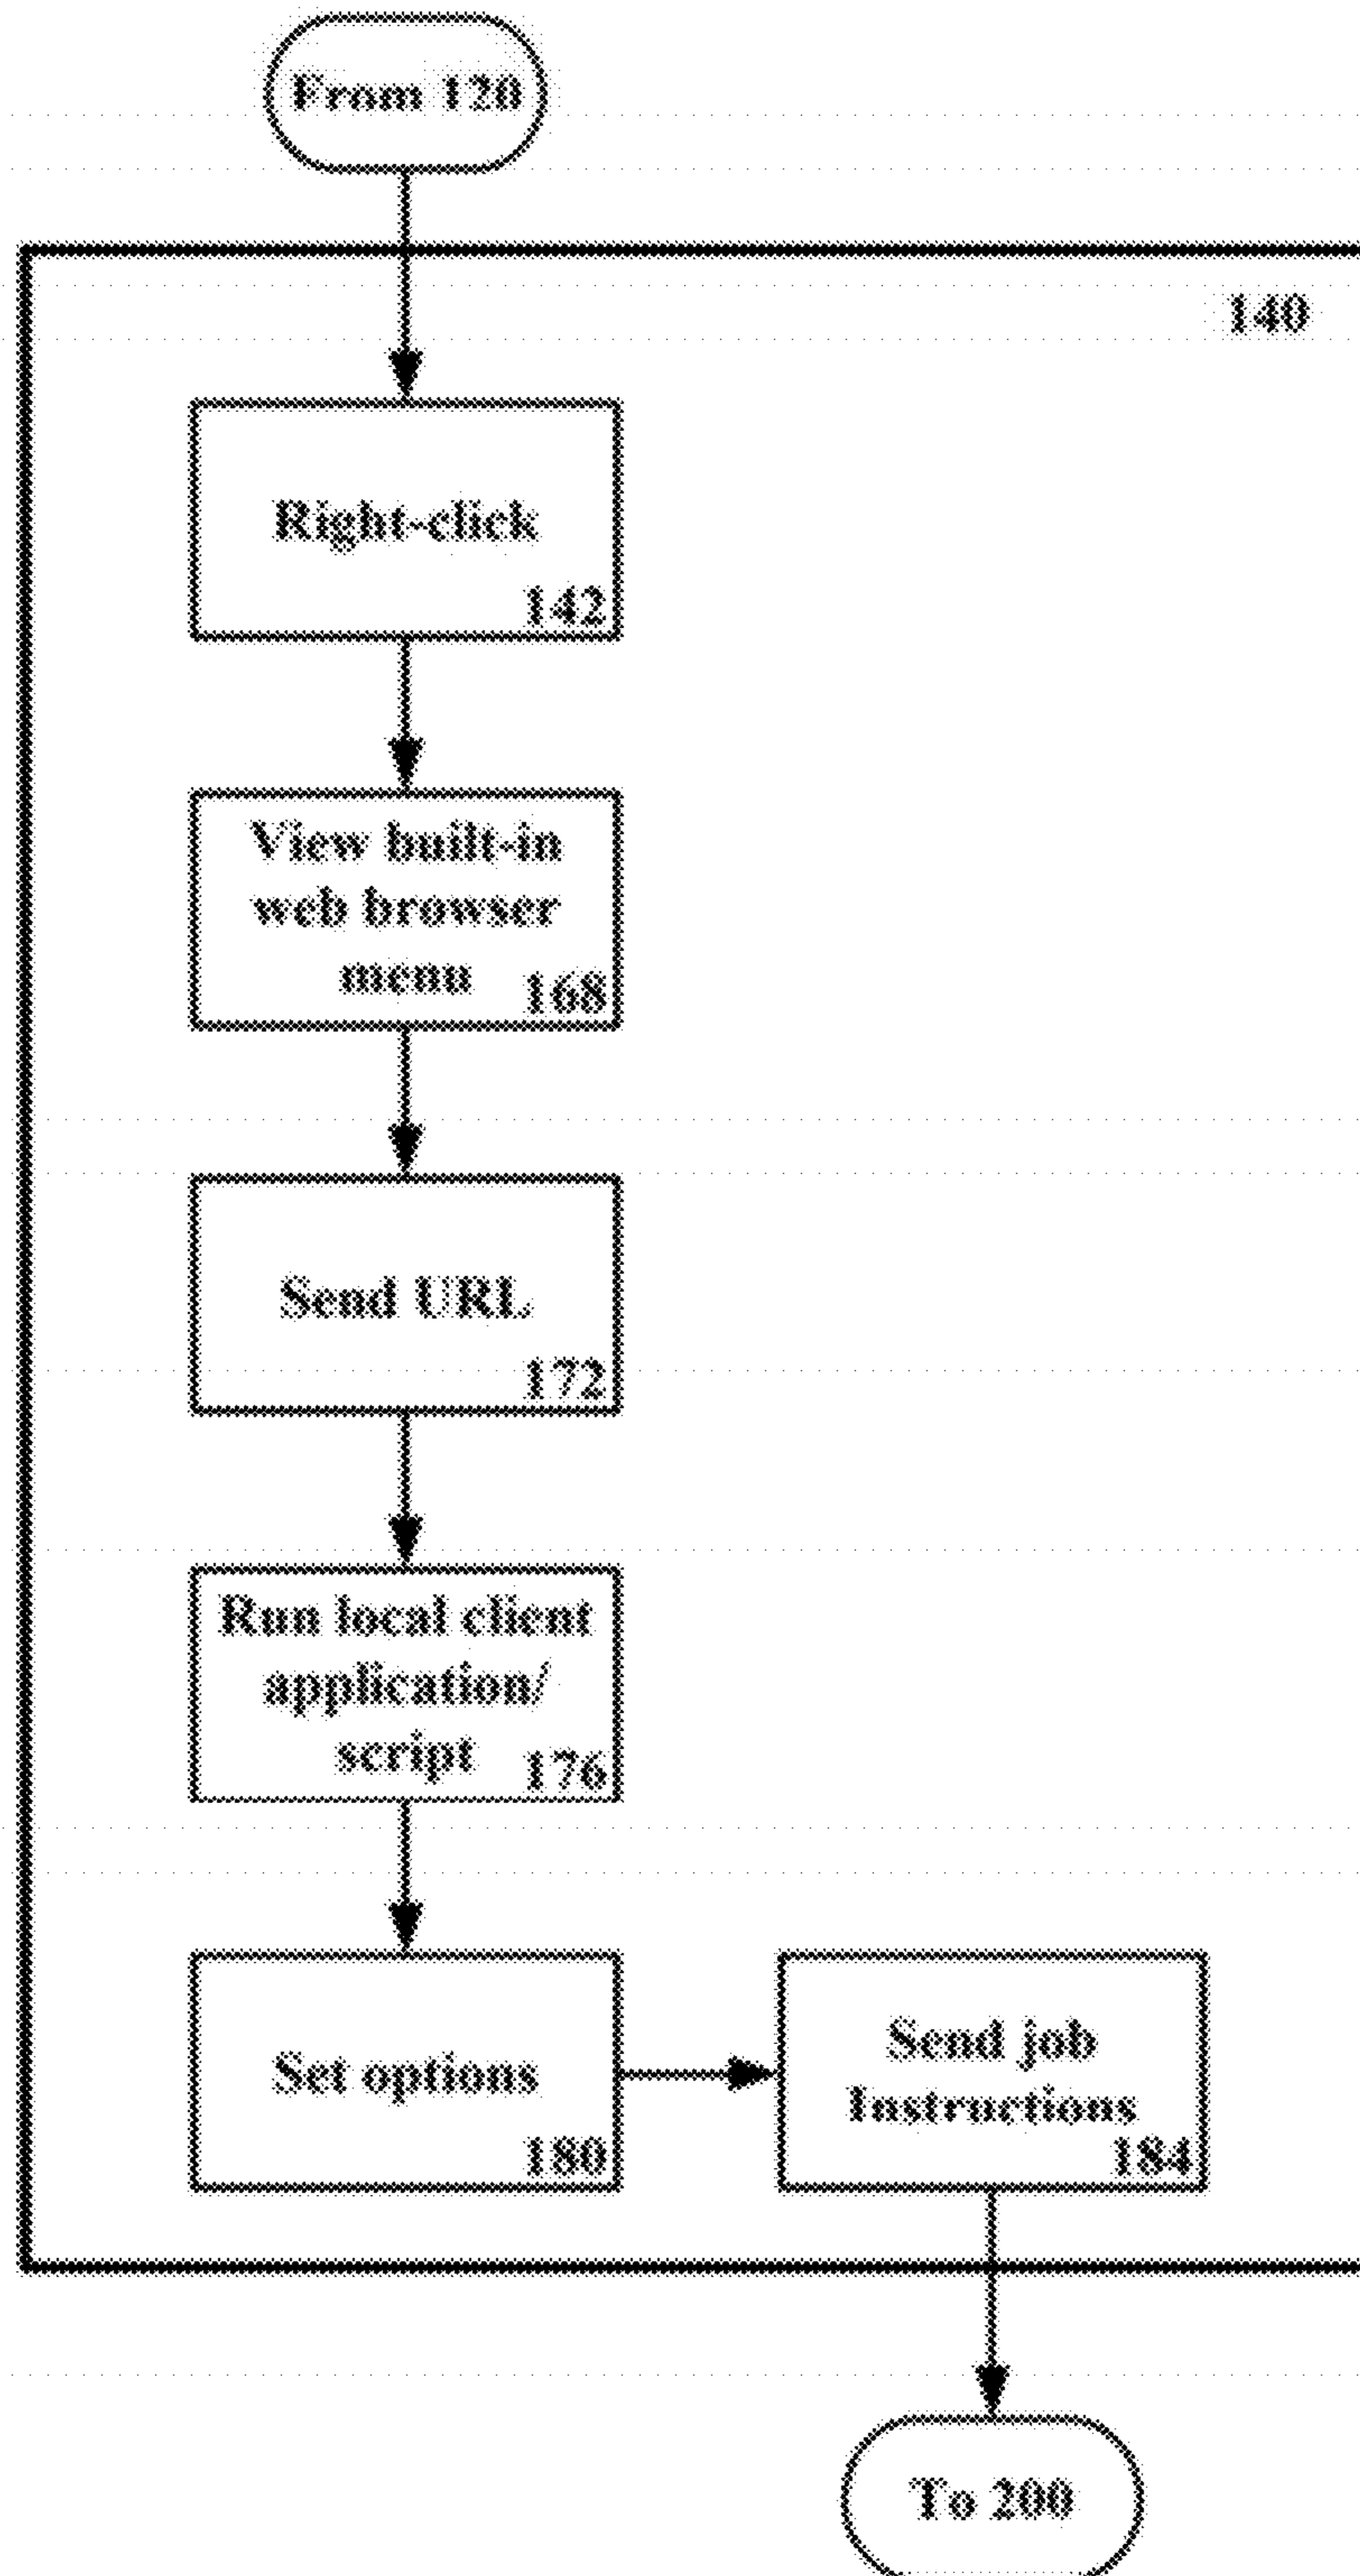 From 120
140
Right-click
142
View built-in
web browser
menu
168
Send URL
172
Run local client
application/
script
176
Set options
180
Send job
Instructions
184
To 200